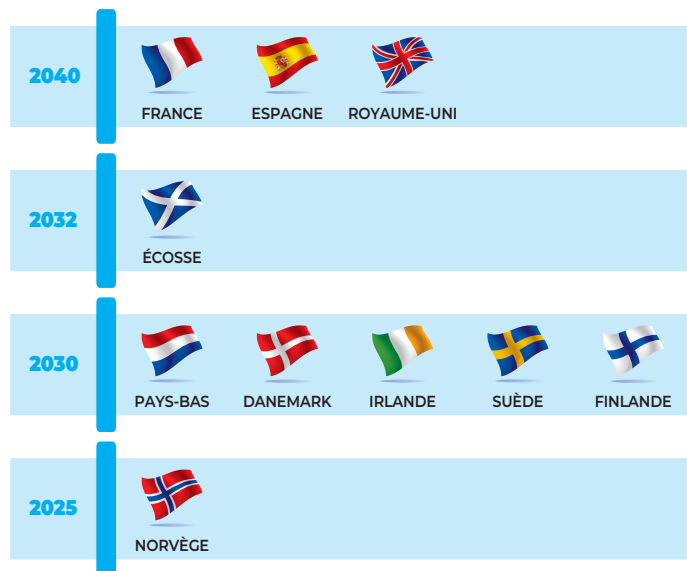 2040
FRANCE ESPAGNE ROYAUME-UNI
2032
ÉCOSSE
2030
PAYS-BAS DANEMARK IRLANDE SUÈDE FINLANDE
2025
NORVÈGE